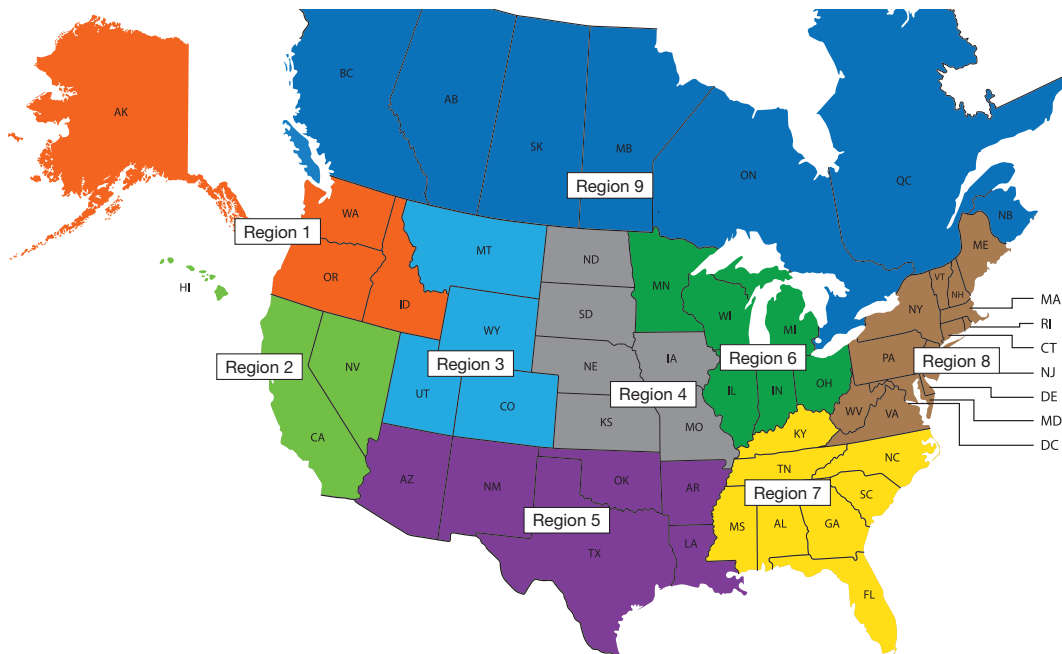 BC
AB
SK
MB
ON
QC
NB
Region 9
AK
WA
Region 1
OR
ID
HI
MT
WY
Region 3
UT
CO
Region 2
NV
CA
ND
SD
NE
IA
Region 4
KS
MO
MN
WI
MI
Region 6
IL
IN
OH
ME
VT
NH
NY
MA
RI
CT
PA
Region 8
NJ
DE
MD
DC
WV
VA
KY
TN
NC
Region 7
SC
MS
AL
GA
FL
AZ
NM
OK
AR
Region 5
TX
LA